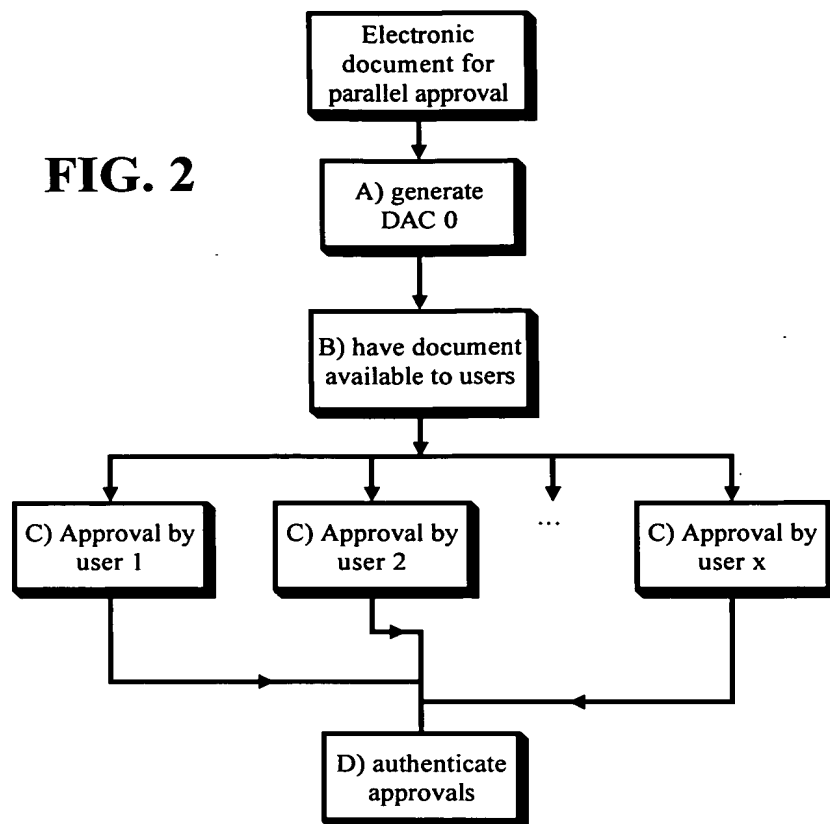 Electronic
document for
parallel approval
FIG. 2
A) generate
DAC 0
B) have document
available to users
C) Approval by
user 1
C) Approval by
user 2
...
C) Approval by
user x
D) authenticate
approvals